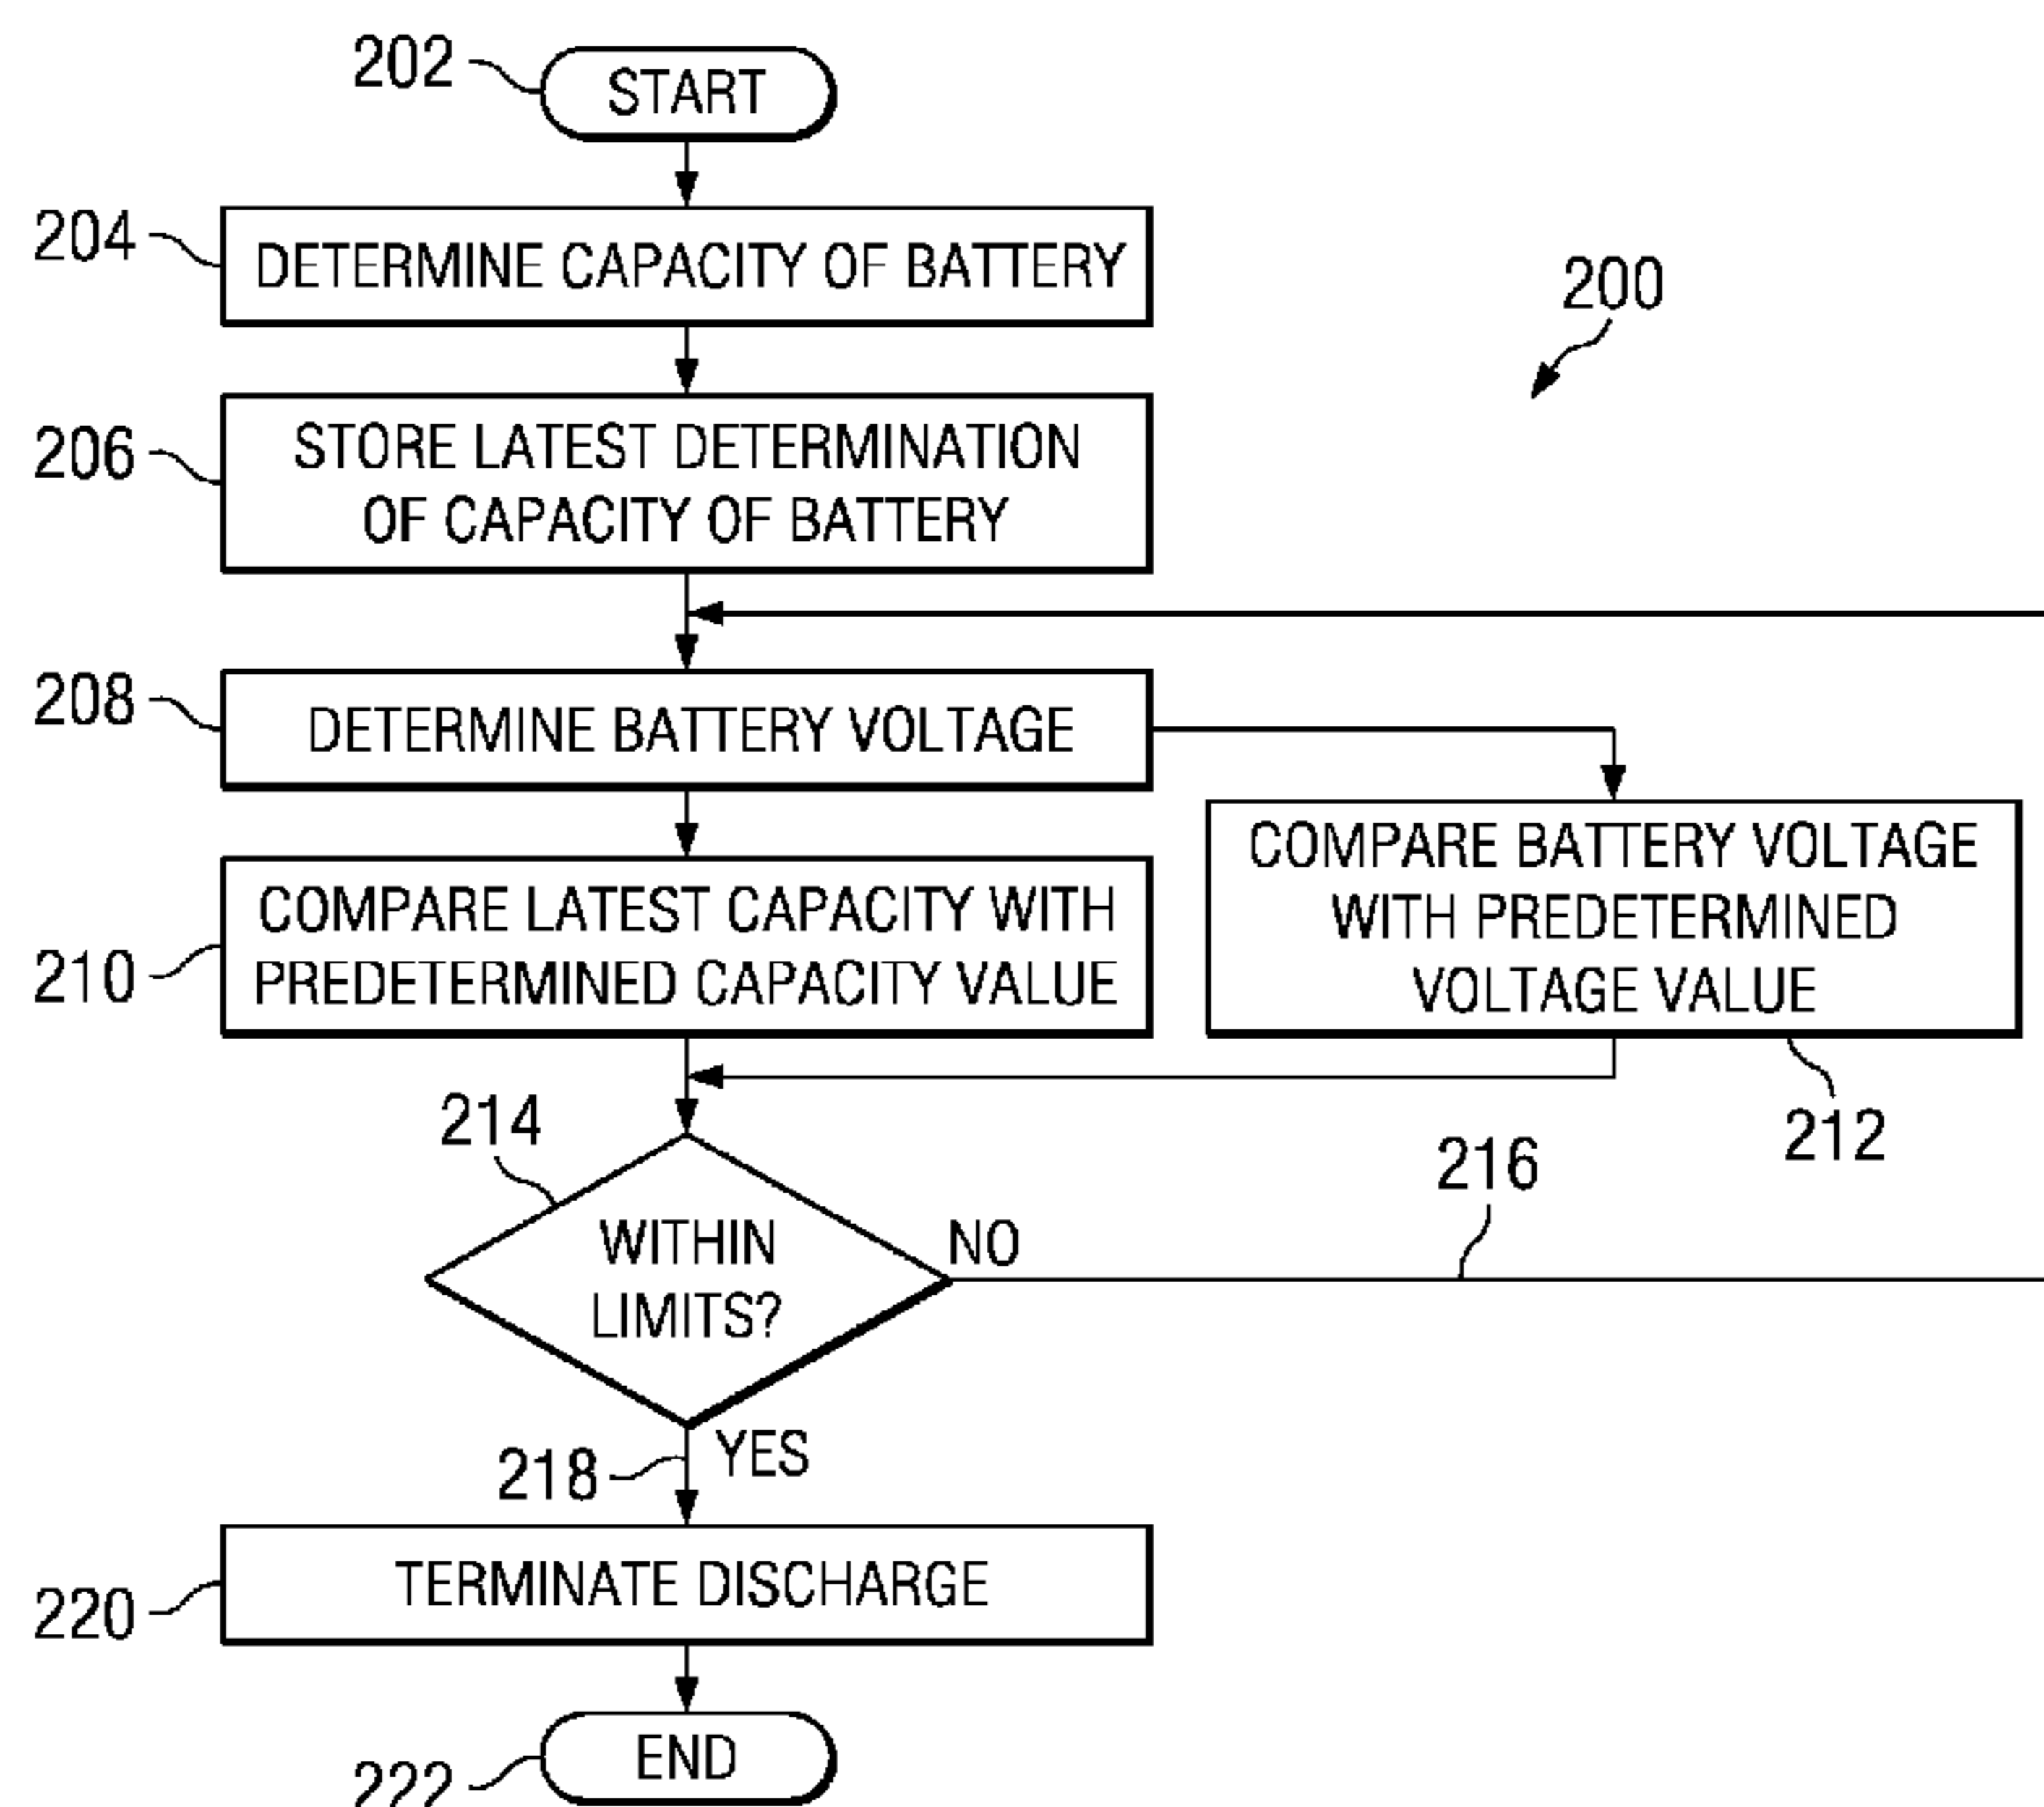 202
START
204
DETERMINE CAPACITY OF BATTERY
200
206
STORE LATEST DETERMINATION
OF CAPACITY OF BATTERY
208
DETERMINE BATTERY VOLTAGE
210
COMPARE LATEST CAPACITY WITH
PREDETERMINED CAPACITY VALUE
COMPARE BATTERY VOLTAGE
WITH PREDETERMINED
VOLTAGE VALUE
212
214
WITHIN
LIMITS?
NO
216
218
YES
220
TERMINATE DISCHARGE
222
END